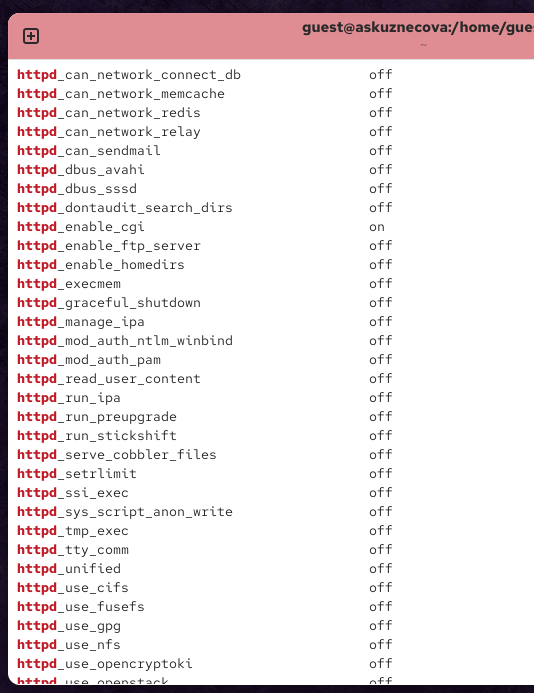 guest@askuznecova:/home/gues
~
httpd_can_network_connect_db off
httpd_can_network_memcache off
httpd_can_network_redis off
httpd_can_network_relay off
httpd_can_sendmail off
httpd_dbus_avahi off
httpd_dbus_sssd off
httpd_dontaudit_search_dirs off
httpd_enable_cgi on
httpd_enable_ftp_server off
httpd_enable_homedirs off
httpd_execmem off
httpd_graceful_shutdown off
httpd_manage_ipa off
httpd_mod_auth_ntlm_winbind off
httpd_mod_auth_pam off
httpd_read_user_content off
httpd_run_ipa off
httpd_run_preupgrade off
httpd_run_stickshift off
httpd_serve_cobbler_files off
httpd_setrlimit off
httpd_ssi_exec off
httpd_sys_script_anon_write off
httpd_tmp_exec off
httpd_tty_comm off
httpd_unified off
httpd_use_cifs off
httpd_use_fusefs off
httpd_use_gpg off
httpd_use_nfs off
httpd_use_opencryptoki off
httpd_use_openstack off